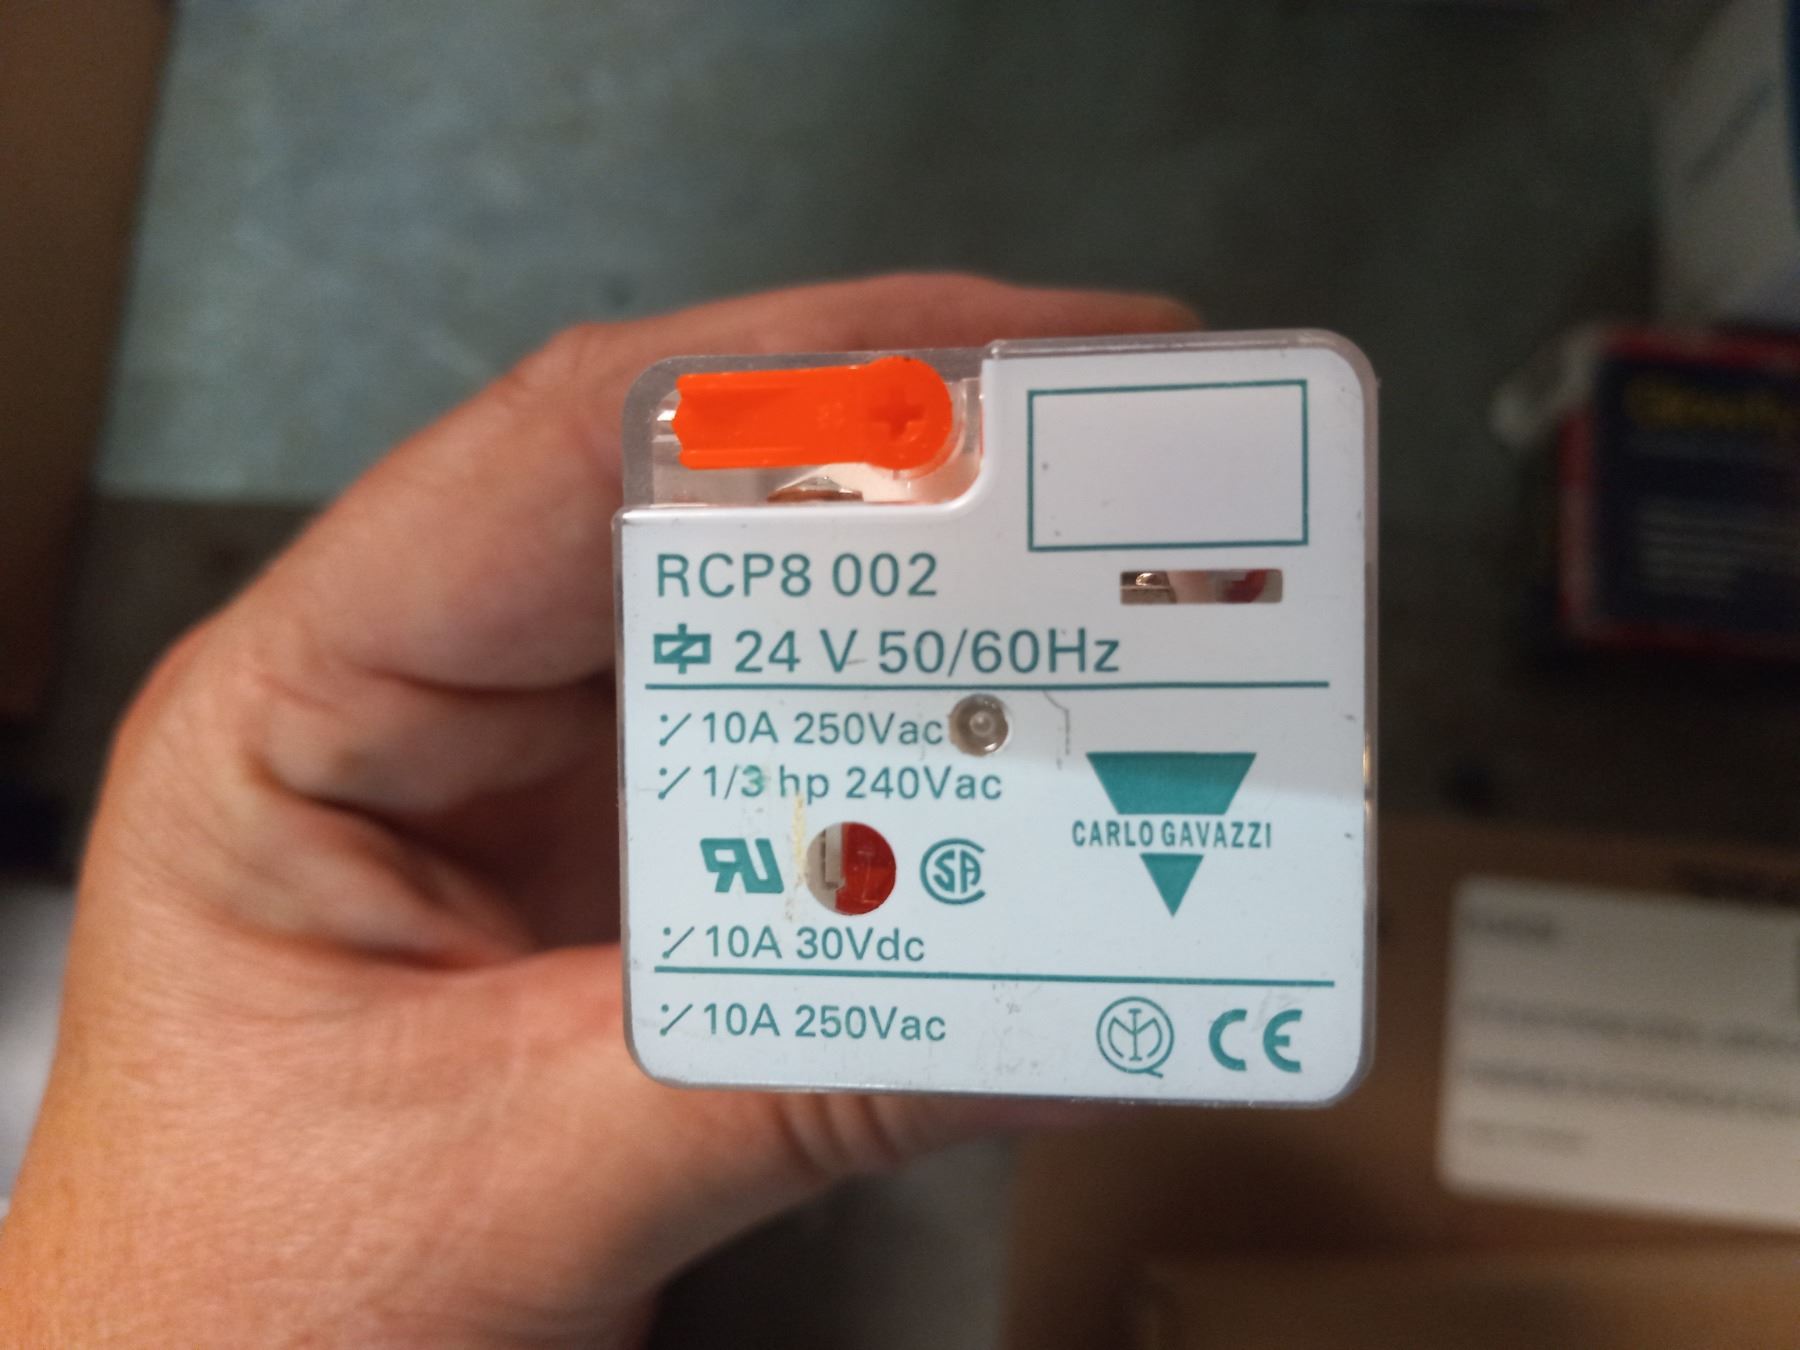 RCP8 002
24 V 50/60Hz
10A 250Vac
1/3 hp 240Vac
CARLO GAVAZZI
10A 30Vdc
10A 250Vac
CE